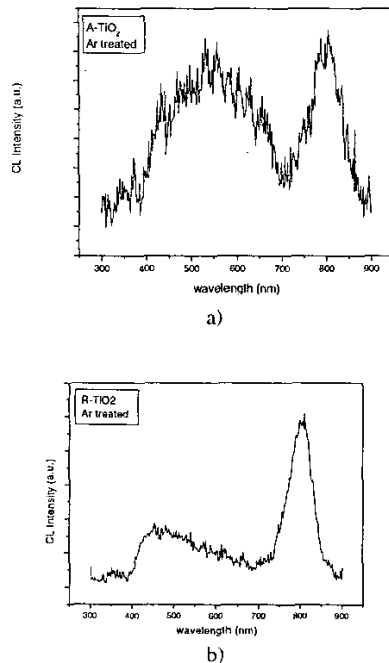 A-TiO₂
Ar treated
CL Intensity (a.u.)
300 400 500 600 700 800 900
wavelength (nm)
a)
R-TiO2
Ar treated
CL Intensity (a.u.)
300 400 500 600 700 800 900
wavelength (nm)
b)